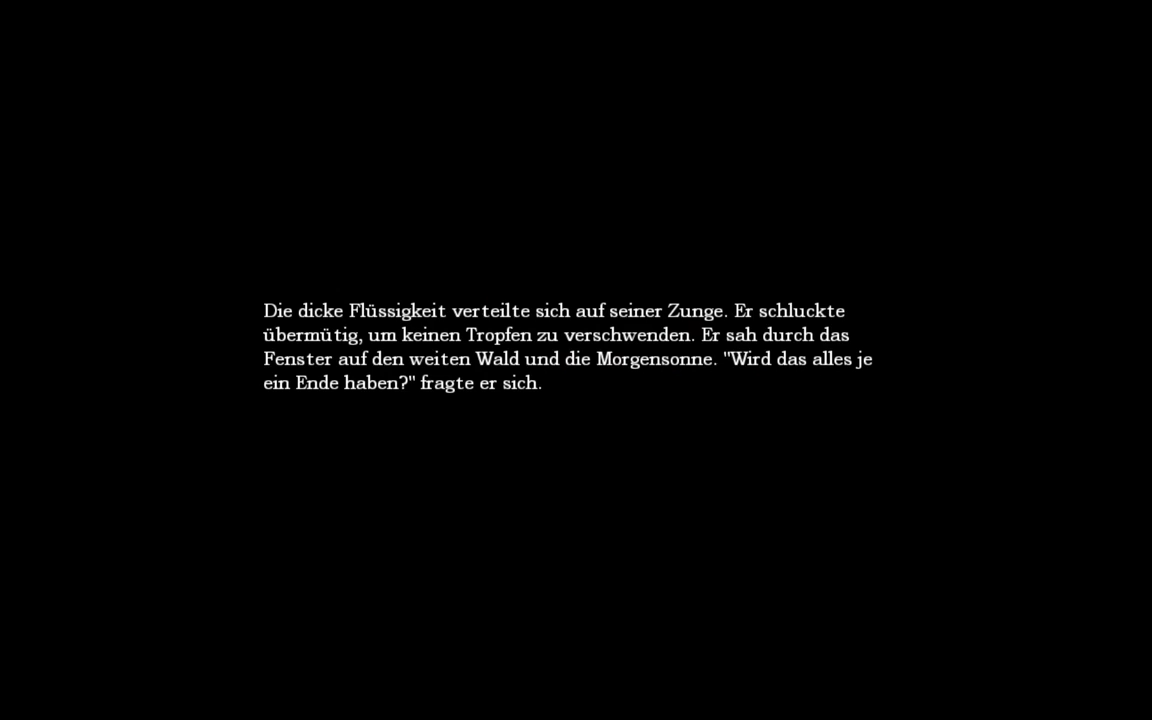 Die dicke Flüssigkeit verteilte sich auf seiner Zunge. Er schluckte
übermütig, um keinen Tropfen zu verschwenden. Er sah durch das
Fenster auf den weiten Wald und die Morgensonne. "Wird das alles je
ein Ende haben?" fragte er sich.